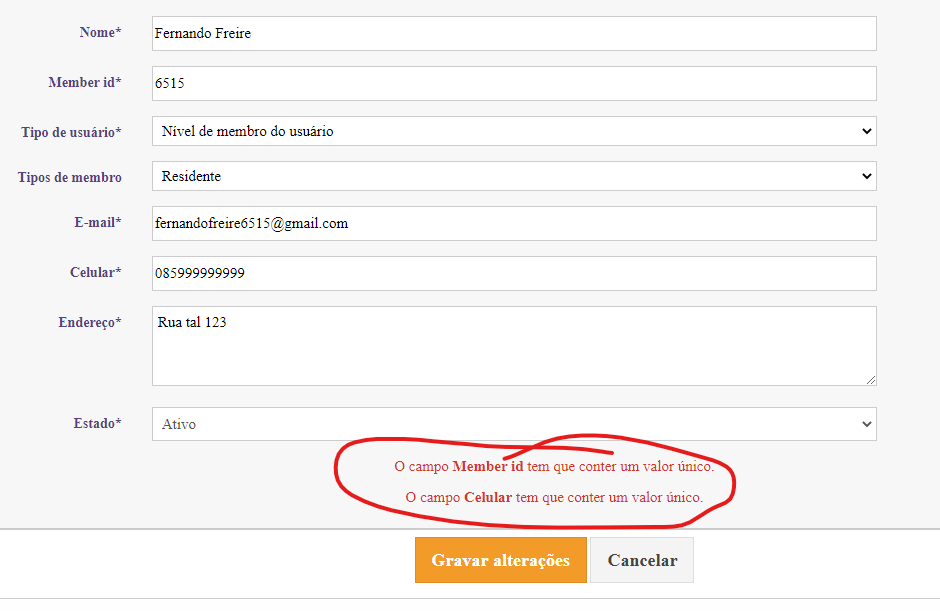 Nome*
Fernando Freire
Member id*
6515
Tipo de usuário*
Nível de membro do usuário
Tipos de membro
Residente
E-mail*
fernandofreire6515@gmail.com
Celular*
085999999999
Endereço*
Rua tal 123
Estado*
Ativo
O campo Member id tem que conter um valor único.
O campo Celular tem que conter um valor único.
Gravar alterações
Cancelar